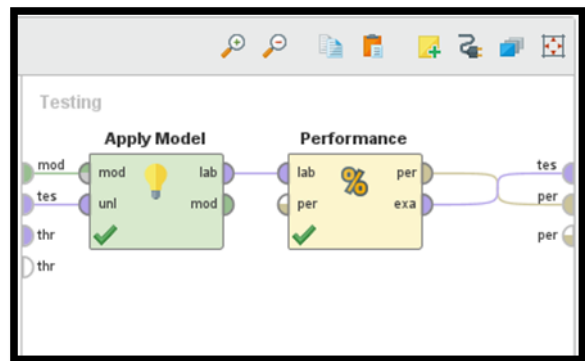 Testing
Apply Model
Performance
mod
mod
lab
lab
per
tes
tes
unl
mod
per
exa
per
thr
per
thr